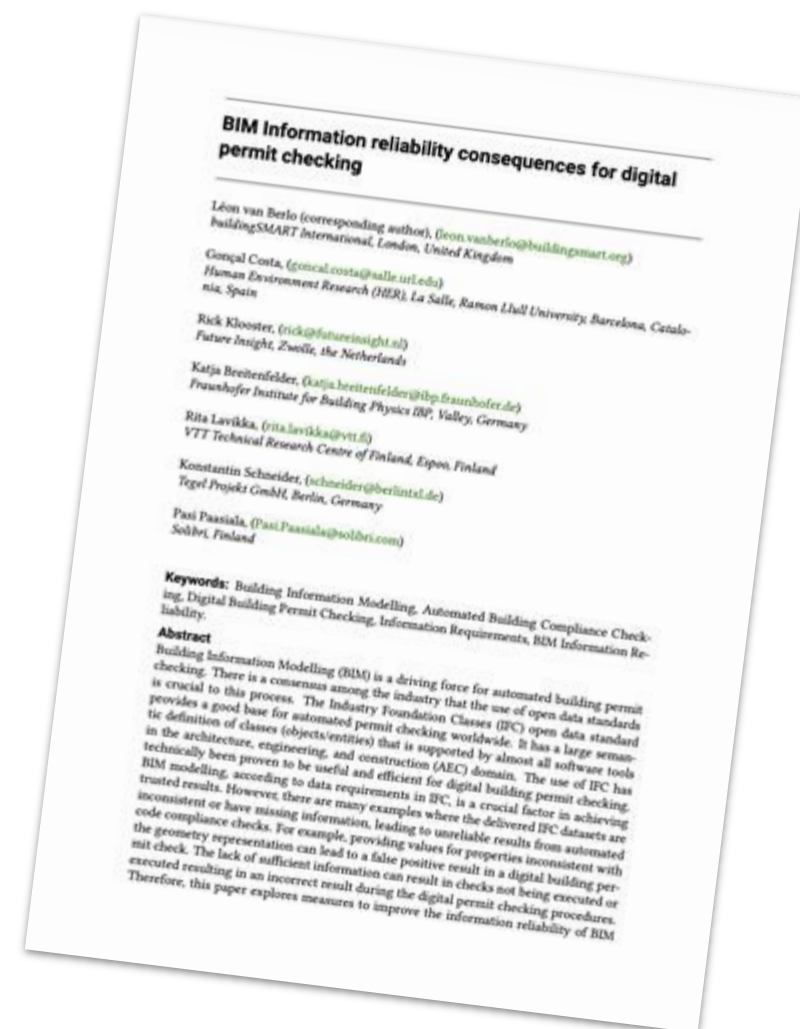 BIM Information reliability consequences for digital
permit checking
Léon van Berlo (corresponding author), (leon.vanberlo@buildingsmart.org)
buildingSMART International, London, United Kingdom
Gonçal Costa, (goncal.costa@salle.url.edu)
Human Environment Research (HER), La Salle, Ramon Llull University, Barcelona, Catalo-
nia, Spain
Rick Klooster, (rick@futureinsight.nl)
Future Insight, Zwolle, the Netherlands
Katja Breitenfelder, (katja.breitenfelder@ibp.fraunhofer.de)
Fraunhofer Institute for Building Physics IBP, Valley, Germany
Rita Lavikka, (rita.lavikka@vtt.fi)
VTT Technical Research Centre of Finland, Espoo, Finland
Konstantin Schneider, (schneider@berlintxl.de)
Tegel Projekt GmbH, Berlin, Germany
Pasi Paasiala, (Pasi.Paasiala@solibri.com)
Solibri, Finland
Keywords: Building Information Modelling, Automated Building Compliance Check-
ing, Digital Building Permit Checking, Information Requirements, BIM Information Re-
liability.
Abstract
Building Information Modelling (BIM) is a driving force for automated building permit
checking. There is a consensus among the industry that the use of open data standards
is crucial to this process. The Industry Foundation Classes (IFC) open data standard
provides a good base for automated permit checking worldwide. It has a large seman-
tic definition of classes (objects/entities) that is supported by almost all software tools
in the architecture, engineering, and construction (AEC) domain. The use of IFC has
technically been proven to be useful and efficient for digital building permit checking.
BIM modelling, according to data requirements in IFC, is a crucial factor in achieving
trusted results. However, there are many examples where the delivered IFC datasets are
inconsistent or have missing information, leading to unreliable results from automated
code compliance checks. For example, providing values for properties inconsistent with
the geometry representation can lead to a false positive result in a digital building per-
mit check. The lack of sufficient information can result in checks not being executed or
executed resulting in an incorrect result during the digital permit checking procedures.
Therefore, this paper explores measures to improve the information reliability of BIM